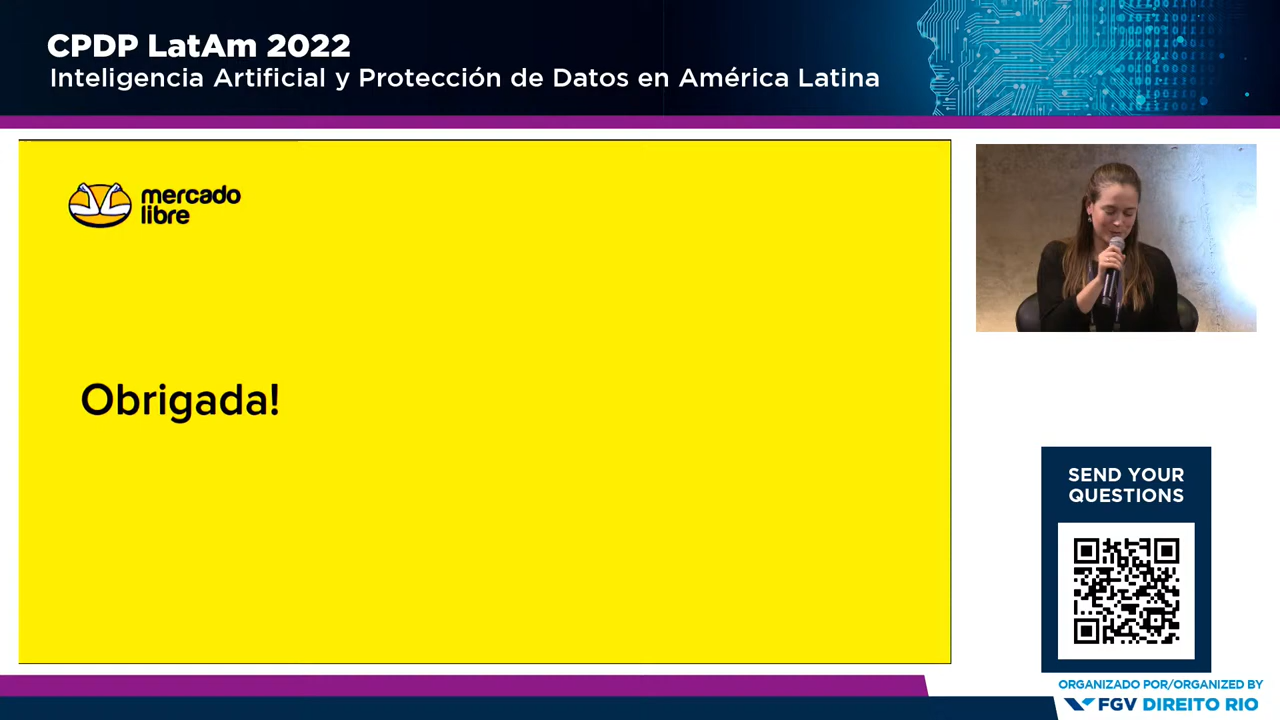 CPDP LatAm 2022
Inteligencia Artificial y Protección de Datos en América Latina
mercado
libre
Obrigada!
SEND YOUR
QUESTIONS
ORGANIZADO POR/ORGANIZED BY
FGV DIREITO RIO